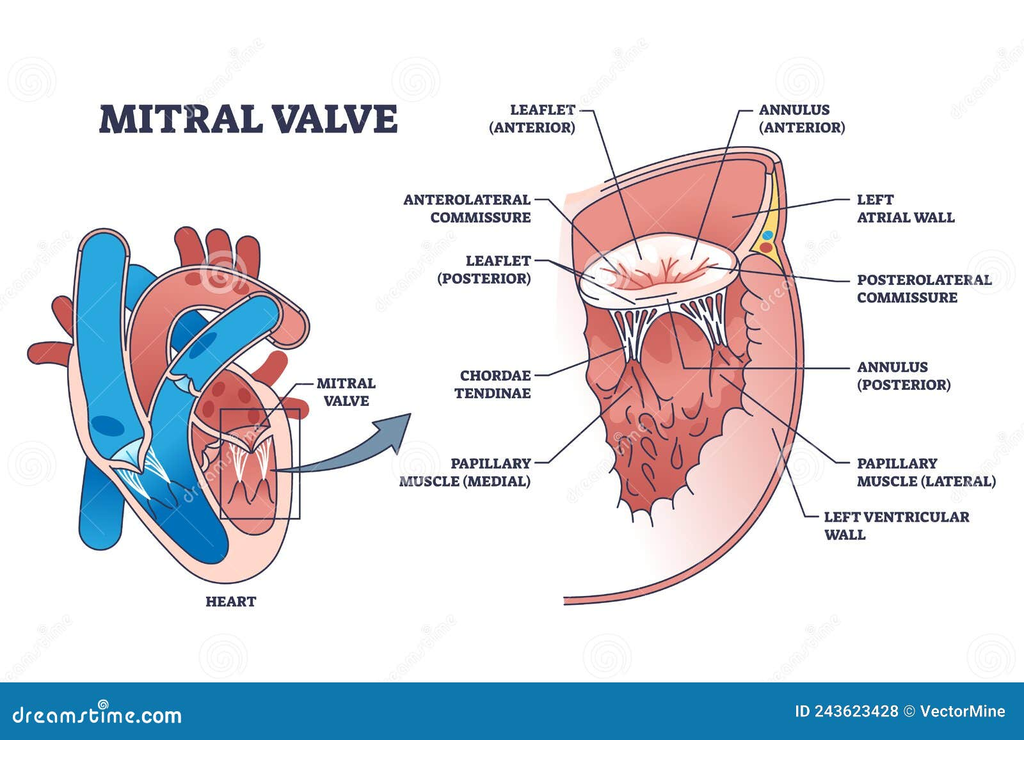 MITRAL VALVE
LEAFLET
(ANTERIOR)
ANNULUS
(ANTERIOR)
ANTEROLATERAL
COMMISSURE
LEFT
ATRIAL WALL
LEAFLET
(POSTERIOR)
POSTEROLATERAL
COMMISSURE
MITRAL
VALVE
CHORDAE
TENDINAE
ANNULUS
(POSTERIOR)
PAPILLARY
MUSCLE (MEDIAL)
PAPILLARY
MUSCLE (LATERAL)
LEFT VENTRICULAR
WALL
HEART
dreamstime.com
ID 243623428 © VectorMine